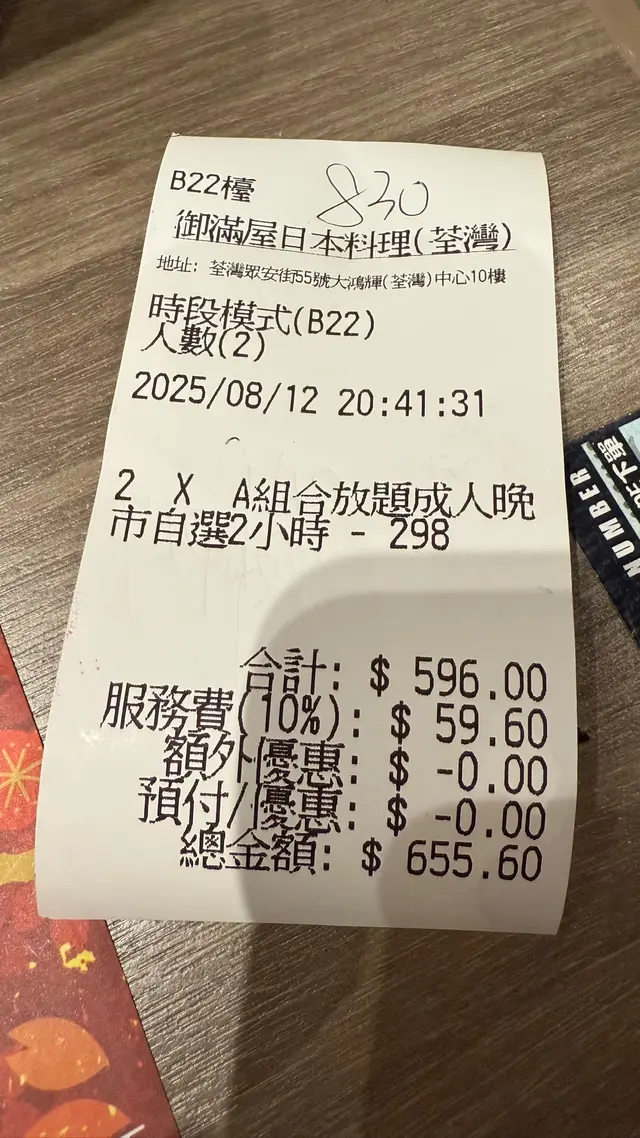 B22檯
830
御滿屋日本料理(荃灣)
地址: 荃灣眾安街55號大鴻輝(荃灣)中心10樓
時段模式(B22)
人數(2)
2025/08/12 20:41:31
2 X A組合放題成人晚
市自選2小時 - 298
合計: $ 596.00
服務費(10%): $ 59.60
額外優惠: $ -0.00
預付/優惠: $ -0.00
總金額: $ 655.60
NUMBER